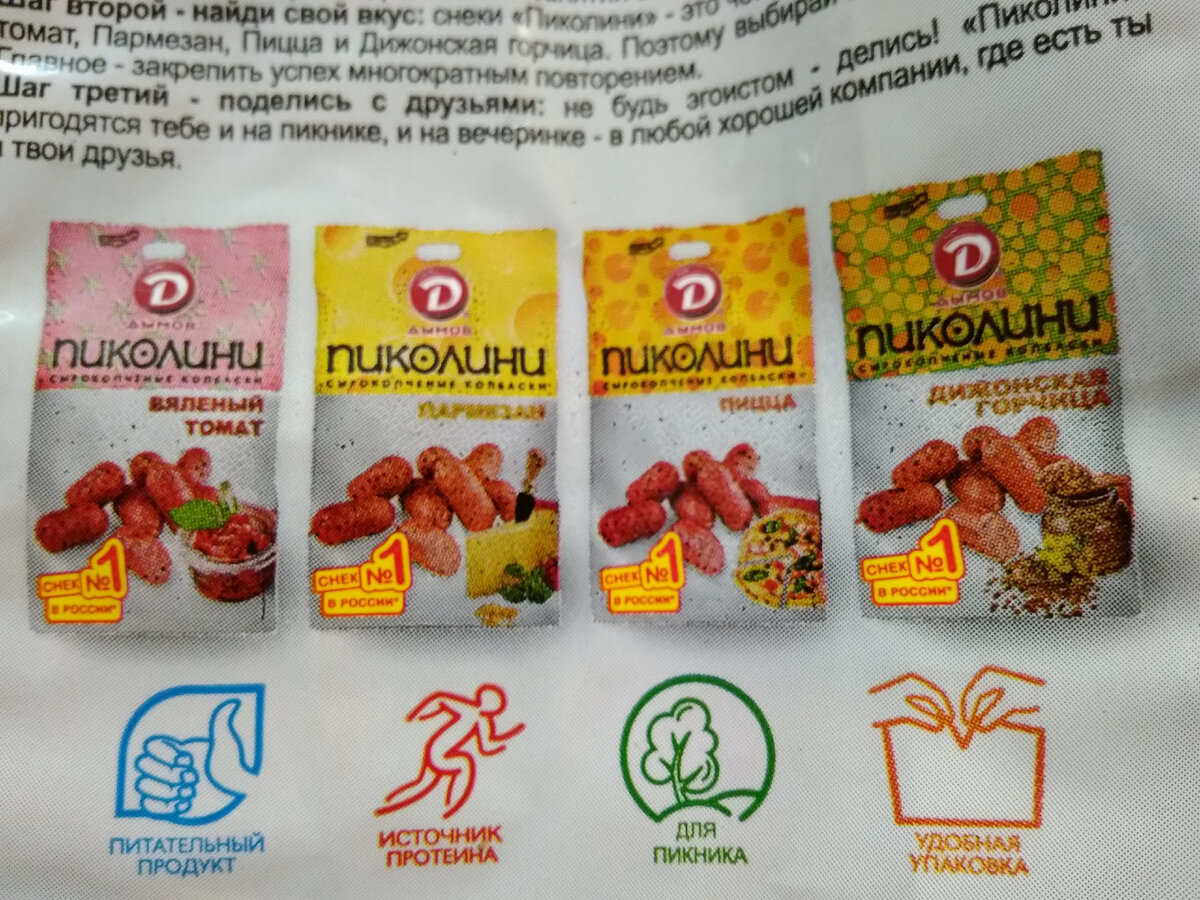 Шаг второй - найди свой вкус: снеки «Пиколини» - это
томат, Пармезан, Пицца и Дижонская горчица. Поэтому выбирай
Главное - закрепить успех многократным повторением.
Шаг третий - поделись с друзьями: не будь эгоистом - делись! «Пиколини
пригодятся тебе и на пикнике, и на вечеринке - в любой хорошей компании, где есть ты
и твои друзья.
Д
ДЫМОВ
ПИКОЛИНИ
СЫРОКОПЧЕНЫЕ КОЛБАСКИ
ВЯЛЕНЫЙ
ТОМАТ
СНЕК №1
В РОССИИ*
Д
ДЫМОВ
ПИКОЛИНИ
СЫРОКОПЧЕНЫЕ КОЛБАСКИ
ПАРМЕЗАН
СНЕК №1
В РОССИИ*
Д
ДЫМОВ
ПИКОЛИНИ
СЫРОКОПЧЕНЫЕ КОЛБАСКИ
ПИЦЦА
СНЕК №1
В РОССИИ*
Д
ДЫМОВ
ПИКОЛИНИ
СЫРОКОПЧЕНЫЕ КОЛБАСКИ
ДИЖОНСКАЯ
ГОРЧИЦА
СНЕК №1
В РОССИИ*
ПИТАТЕЛЬНЫЙ
ПРОДУКТ
ИСТОЧНИК
ПРОТЕИНА
ДЛЯ
ПИКНИКА
УДОБНАЯ
УПАКОВКА